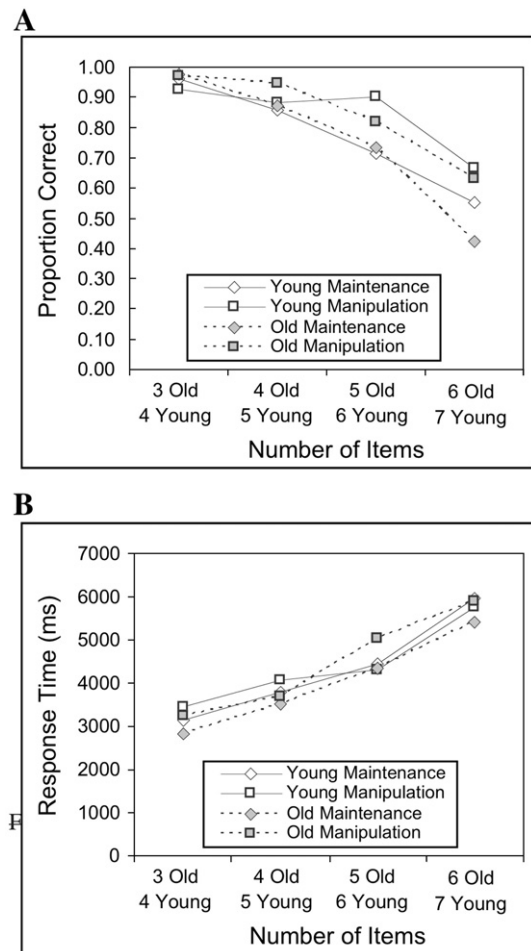 A
1.00
0.90
0.80
0.70
0.60
0.50
0.40
0.30
0.20
0.10
0.00
Proportion Correct
Young Maintenance
Young Manipulation
Old Maintenance
Old Manipulation
3 Old 4 Old 5 Old 6 Old
4 Young 5 Young 6 Young 7 Young
Number of Items
B
7000
6000
5000
4000
3000
2000
1000
0
Response Time (ms)
Young Maintenance
Young Manipulation
Old Maintenance
Old Manipulation
3 Old 4 Old 5 Old 6 Old
4 Young 5 Young 6 Young 7 Young
Number of Items